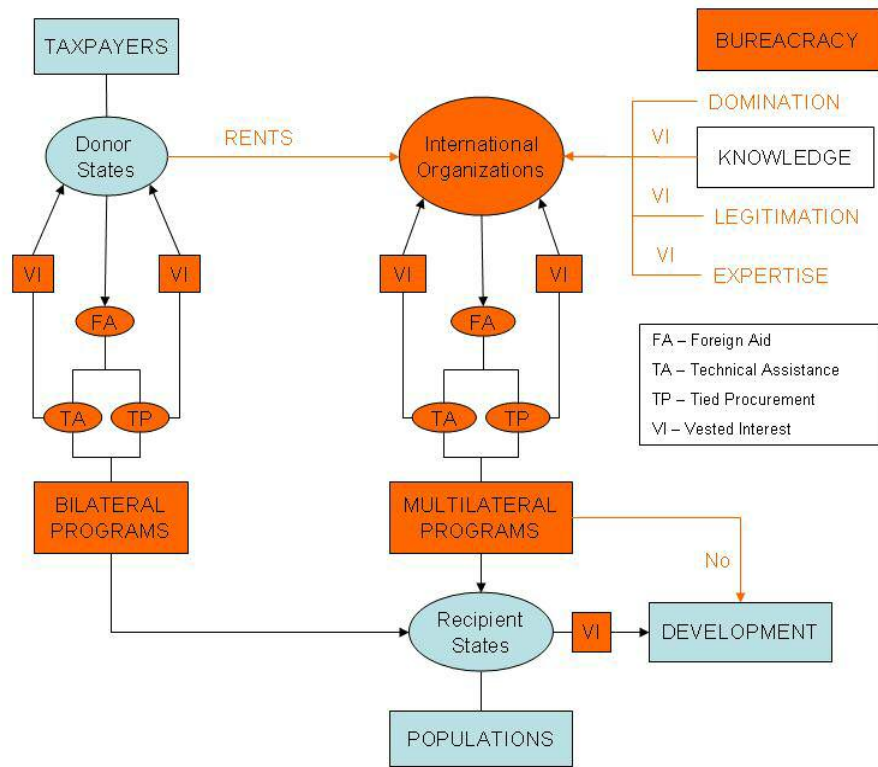 TAXPAYERS
BUREACRACY
Donor
States
RENTS
International
Organizations
DOMINATION
VI
KNOWLEDGE
VI
LEGITIMATION
VI
EXPERTISE
VI
VI
VI
VI
FA
FA
FA – Foreign Aid
TA – Technical Assistance
TP – Tied Procurement
VI – Vested Interest
TA
TP
TA
TP
BILATERAL
PROGRAMS
MULTILATERAL
PROGRAMS
No
Recipient
States
VI
DEVELOPMENT
POPULATIONS